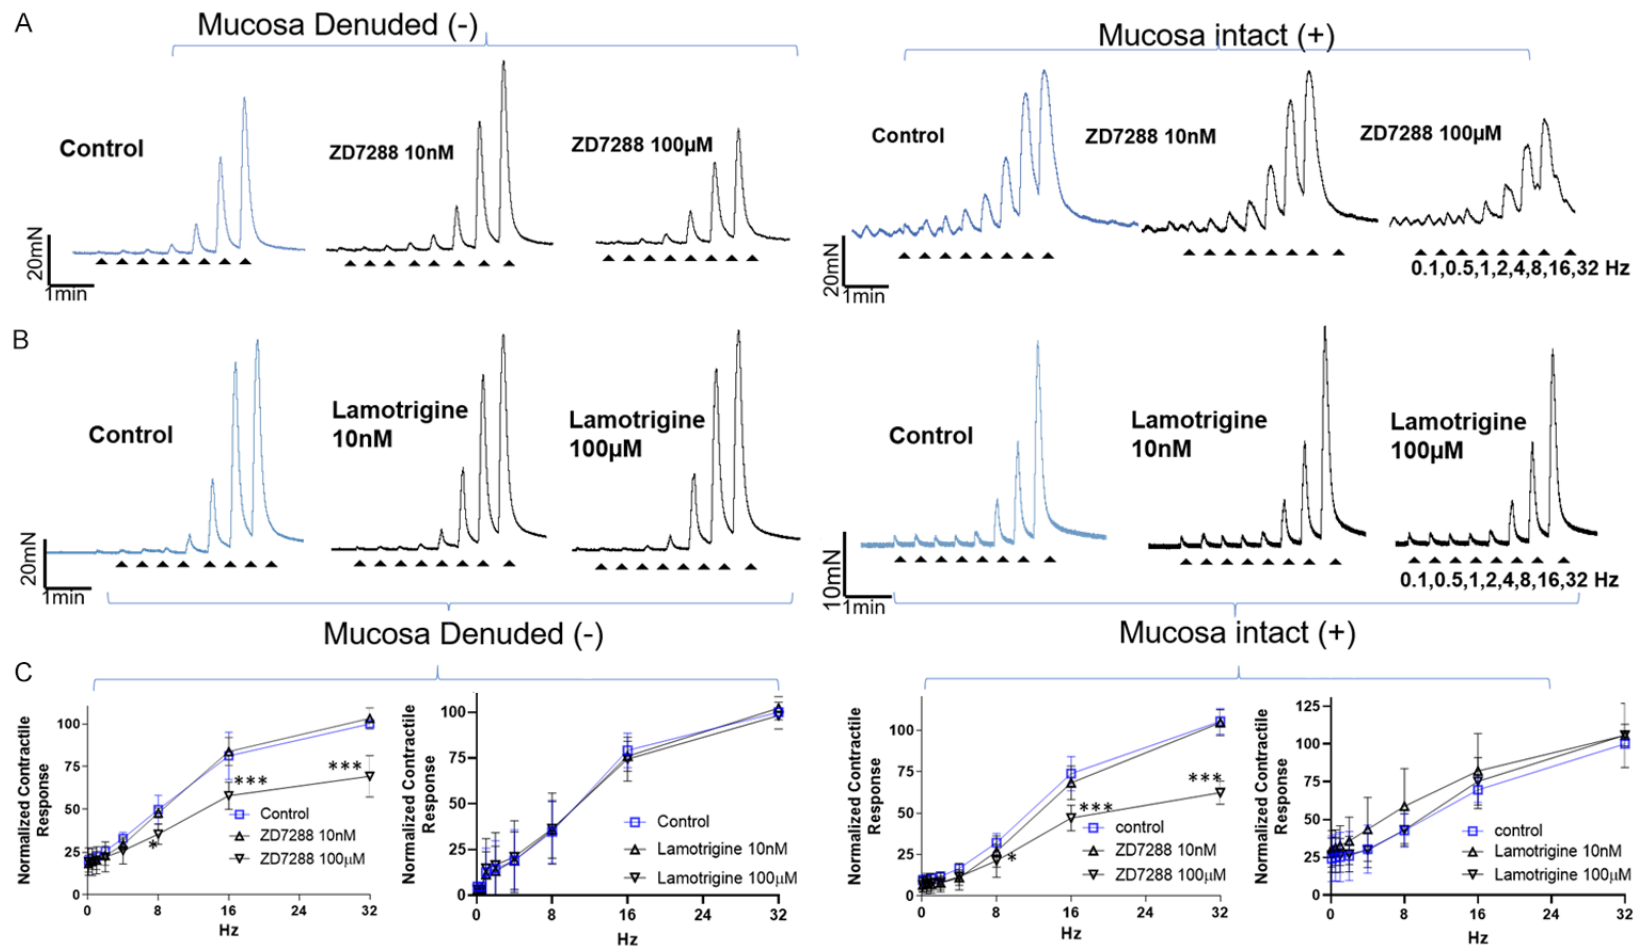 A
Mucosa Denuded (-)
Mucosa intact (+)
Control
ZD7288 10nM
ZD7288 100µM
Control
ZD7288 10nM
ZD7288 100µM
20mN
1min
20mN
1min
0.1,0.5,1,2,4,8,16,32 Hz
B
Control
Lamotrigine
10nM
Lamotrigine
100µM
Control
Lamotrigine
10nM
Lamotrigine
100µM
20mN
1min
10mN
1min
0.1,0.5,1,2,4,8,16,32 Hz
Mucosa Denuded (-)
Mucosa intact (+)
C
Normalized Contractile
Response
100
75
50
25
0
0 8 16 24 32
Hz
*
***
***
Control
ZD7288 10nM
ZD7288 100µM
Normalized Contractile
Response
100
75
50
25
0
0 8 16 24 32
Hz
Control
Lamotrigine 10nM
Lamotrigine 100µM
Normalized Contractile
Response
100
75
50
25
0
0 8 16 24 32
Hz
*
***
***
control
ZD7288 10nM
ZD7288 100µM
Normalized Contractile
Response
125
100
75
50
25
0
0 8 16 24 32
Hz
control
Lamotrigine 10nM
Lamotrigine 100µM